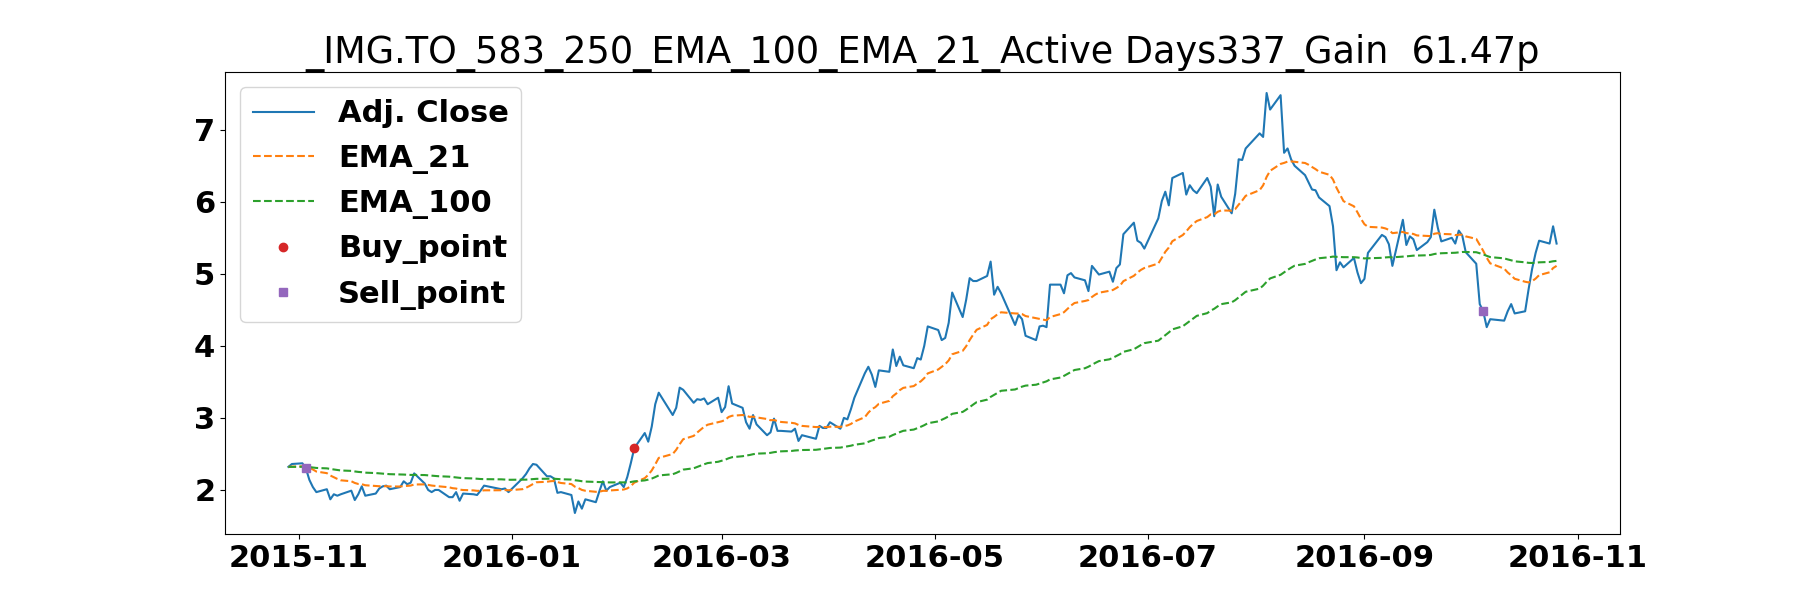 _IMG.TO_583_250_EMA_100_EMA_21_Active Days337_Gain  61.47p
Adj. Close
EMA_21
EMA_100
Buy_point
Sell_point
7
6
5
4
3
2
2015-11 2016-01 2016-03 2016-05 2016-07 2016-09 2016-11